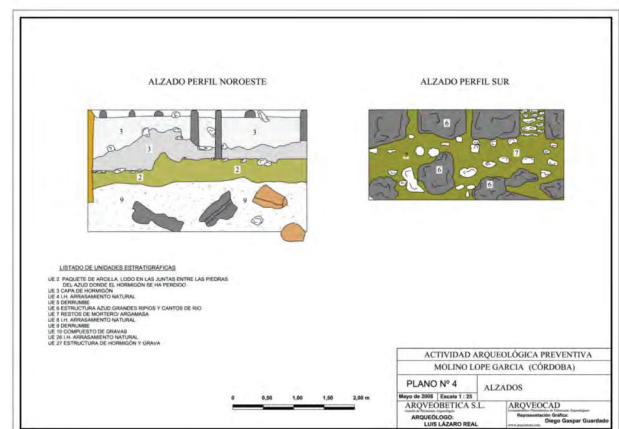 ALZADO PERFIL NOROESTE
ALZADO PERFIL SUR
3
3
3
2
2
9
9
6
7
6
6
LISTADO DE UNIDADES ESTRATIGRÁFICAS
UE 2 PAQUETE DE ARCILLA, LODO EN LAS JUNTAS ENTRE LAS PIEDRAS
DEL AZUD DONDE EL HORMIGÓN SE HA PERDIDO
UE 3 CAPA DE HORMIGÓN
UE 4 I.H. ARRASAMIENTO NATURAL
UE 5 DERRUMBE
UE 6 ESTRUCTURA AZUD GRANDES RIPIOS Y CANTOS DE RIO
UE 7 RESTOS DE MORTERO/ ARGAMASA
UE 8 I.H. ARRASAMIENTO NATURAL
UE 9 DERRUMBE
UE 10 COMPUESTO DE GRAVAS
UE 26 I.H. ARRASAMIENTO NATURAL
UE 27 ESTRUCTURA DE HORMIGÓN Y GRAVA
0 0,50 1,00 1,50 2,00 m
ACTIVIDAD ARQUEOLÓGICA PREVENTIVA
MOLINO LOPE GARCIA (CÓRDOBA)
PLANO Nº 4
Mayo de 2008 Escala 1 : 25
ALZADOS
ARQVEOBETICA S.L.
ARQUEÓLOGO:
LUIS LÁZARO REAL
ARQVEOCAD
Representación Gráfica:
Diego Gaspar Guardado